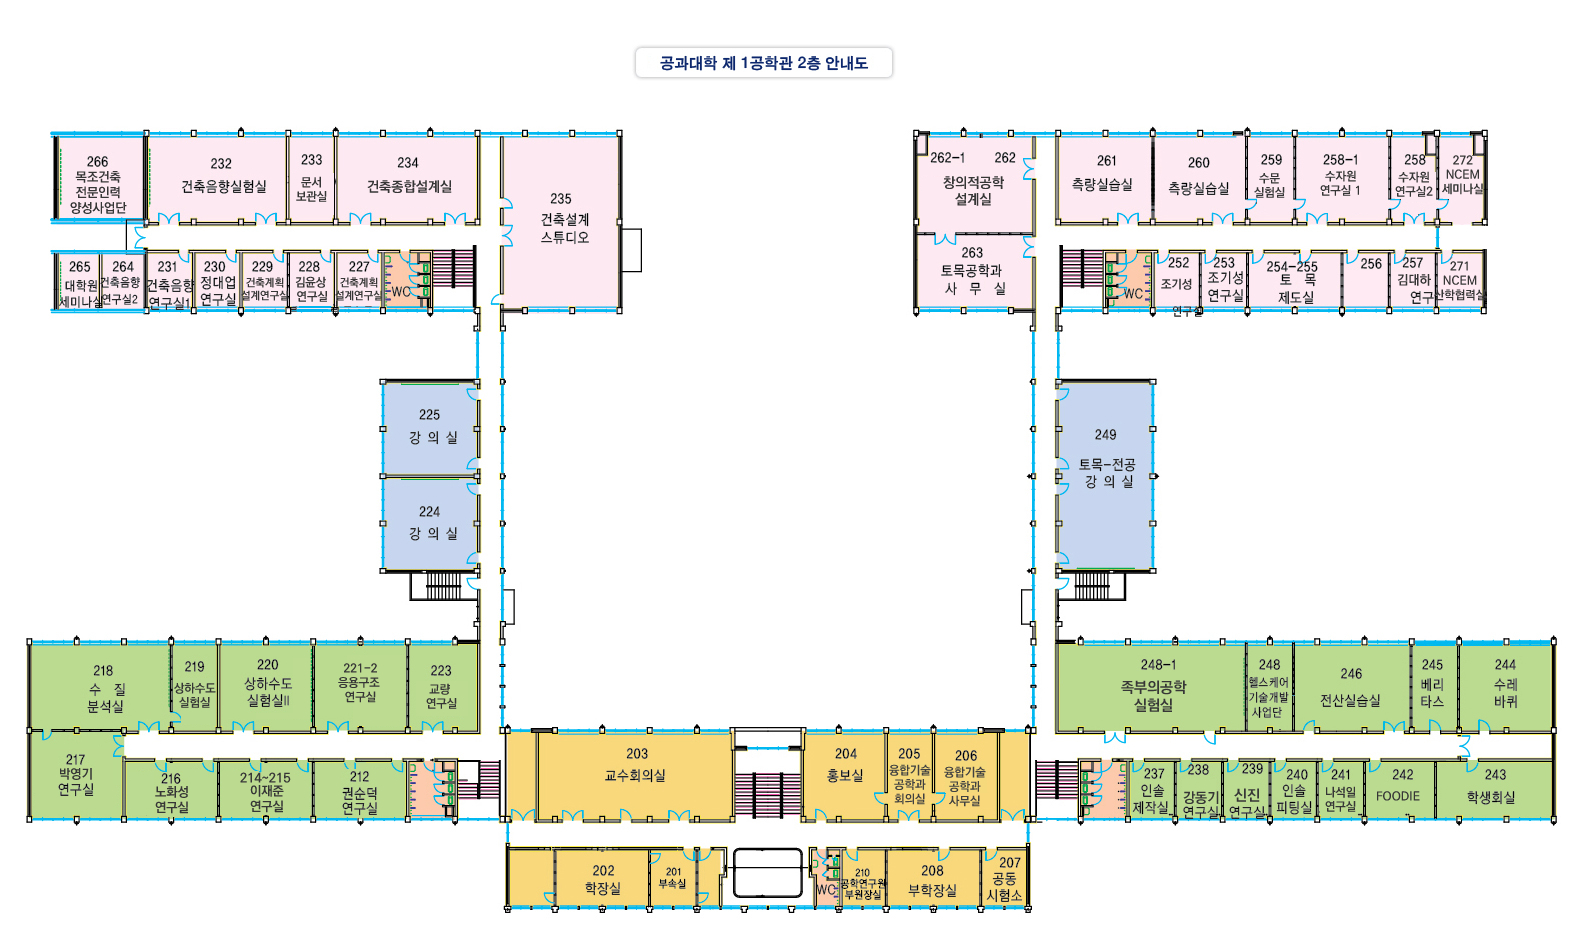 공과대학 제 1공학관 2층 안내도
266
목조건축
전문인력
양성사업단
232
건축음향실험실
233
문서
보관실
234
건축종합설계실
235
건축설계
스튜디오
262-1
262
창의적공학
설계실
261
측량실습실
260
측량실습실
259
수문
실험실
258-1
수자원
연구실 1
258
수자원
연구실2
272
NCEM
세미나실
265
대학원
세미나실
264
건축음향
연구실2
231
건축음향
연구실1
230
정대업
연구실
229
건축계획
설계연구실
228
김윤상
연구실
227
건축계획
설계연구실
WC
263
토목공학과
사 무 실
WC
252
조기성
연구실
253
조기성
연구실
254-255
토 목
제도실
256
257
김대하
연구
271
NCEM
산학협력실
225
강 의 실
224
강 의 실
249
토목-전공
강 의 실
218
수 질
분석실
219
상하수도
실험실
220
상하수도
실험실II
221-2
응용구조
연구실
223
교량
연구실
248-1
족부의공학
실험실
248
헬스케어
기술개발
사업단
246
전산실습실
245
베리
타스
244
수레
바퀴
217
박영기
연구실
216
노화성
연구실
214~215
이재준
연구실
212
권순덕
연구실
203
교수회의실
204
홍보실
205
융합기술
공학과
회의실
206
융합기술
공학과
사무실
237
인솔
제작실
238
강동기
연구실
239
신진
연구실
240
인솔
피팅실
241
나석일
연구실
242
FOODIE
243
학생회실
202
학장실
201
부속실
WC
210
공학연구원
부원장실
208
부학장실
207
공동
시험소